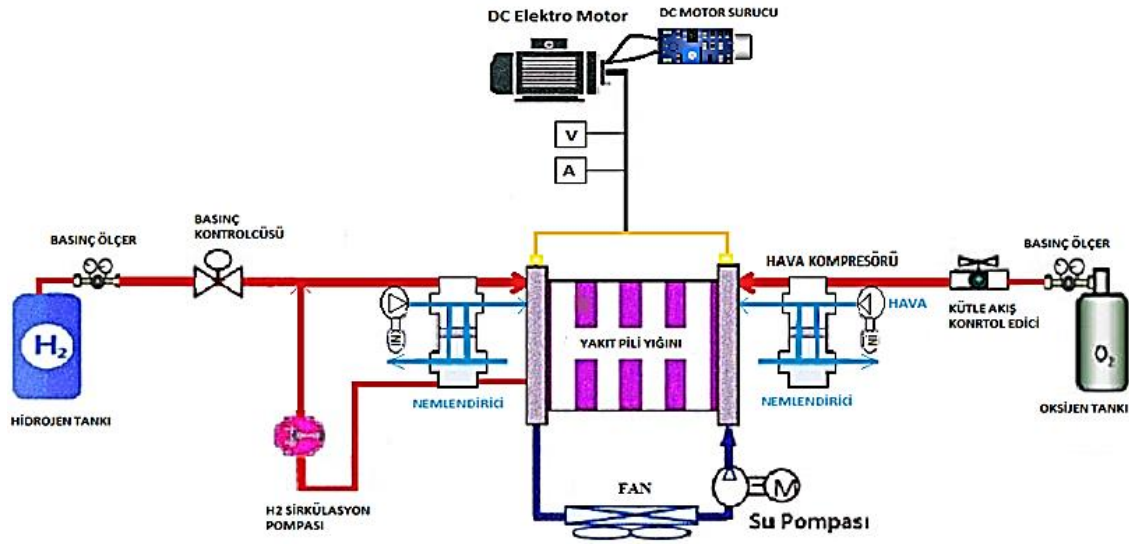 DC Elektro Motor
DC MOTOR SURUCU
V
A
BASINÇ ÖLÇER
BASINÇ
KONTROLCÜSÜ
HAVA KOMPRESÖRÜ
BASINÇ ÖLÇER
HAVA
KÜTLE AKIŞ
KONRTOL EDİCİ
H2
O2
YAKIT PİLİ YIĞINI
NEMLENDİRİCİ
NEMLENDİRİCİ
HİDROJEN TANKI
OKSİJEN TANKI
H2 SİRKÜLASYON
POMPASI
FAN
M
Su Pompası